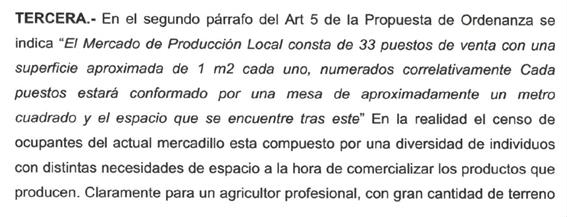 TERCERA.- En el segundo párrafo del Art 5 de la Propuesta de Ordenanza se
indica “El Mercado de Producción Local consta de 33 puestos de venta con una
superficie aproximada de 1 m2 cada uno, numerados correlativamente Cada
puestos estará conformado por una mesa de aproximadamente un metro
cuadrado y el espacio que se encuentre tras este” En la realidad el censo de
ocupantes del actual mercadillo esta compuesto por una diversidad de individuos
con distintas necesidades de espacio a la hora de comercializar los productos que
producen. Claramente para un agricultor profesional, con gran cantidad de terreno